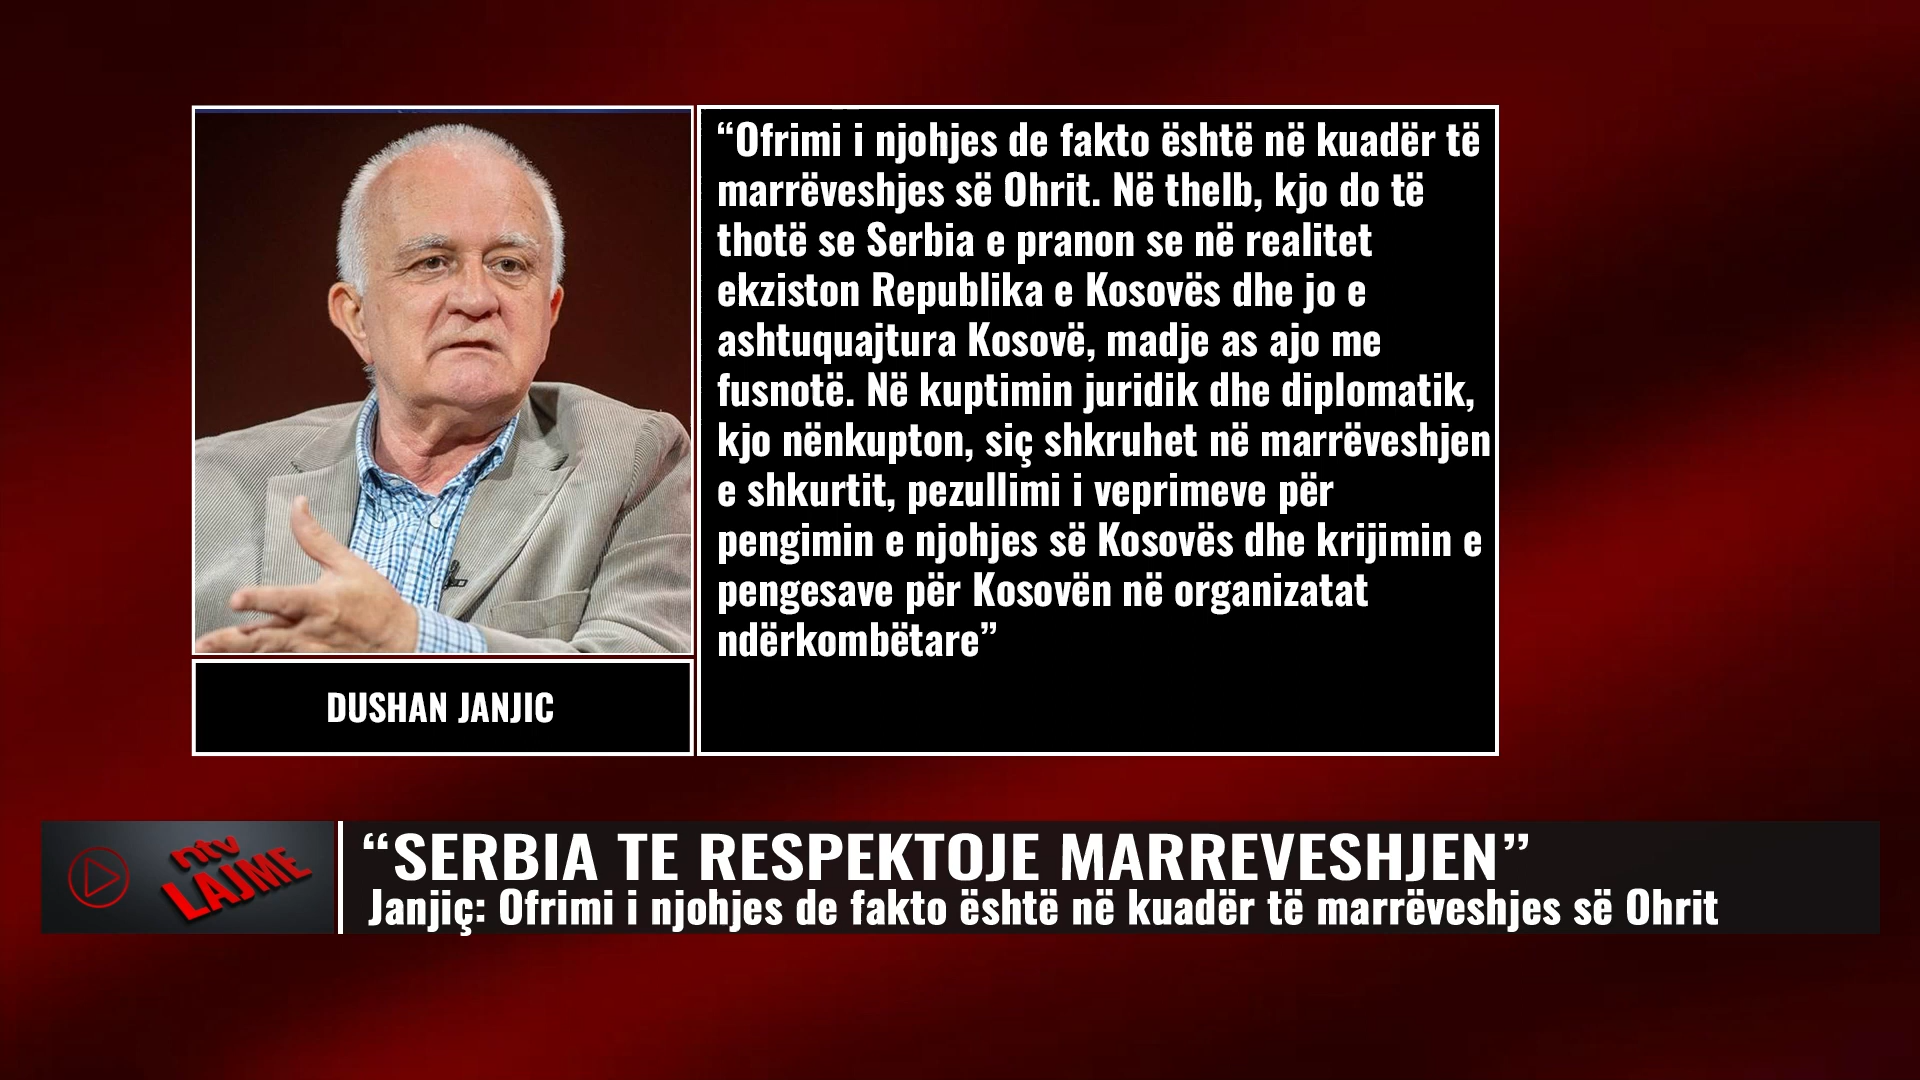 “Ofrimi i njohjes de fakto është në kuadër të
marrëveshjes së Ohrit. Në thelb, kjo do të
thotë se Serbia e pranon se në realitet
ekziston Republika e Kosovës dhe jo e
ashtuquajtura Kosovë, madje as ajo me
fusnotë. Në kuptimin juridik dhe diplomatik,
kjo nënkupton, siç shkruhet në marrëveshjen
e shkurtit, pezullimi i veprimeve për
pengimin e njohjes së Kosovës dhe krijimin e
pengesave për Kosovën në organizatat
ndërkombëtare”
DUSHAN JANJIC
ntv
LAJME
“SERBIA TE RESPEKTOJE MARREVESHJEN”
Janjiç: Ofrimi i njohjes de fakto është në kuadër të marrëveshjes së Ohrit